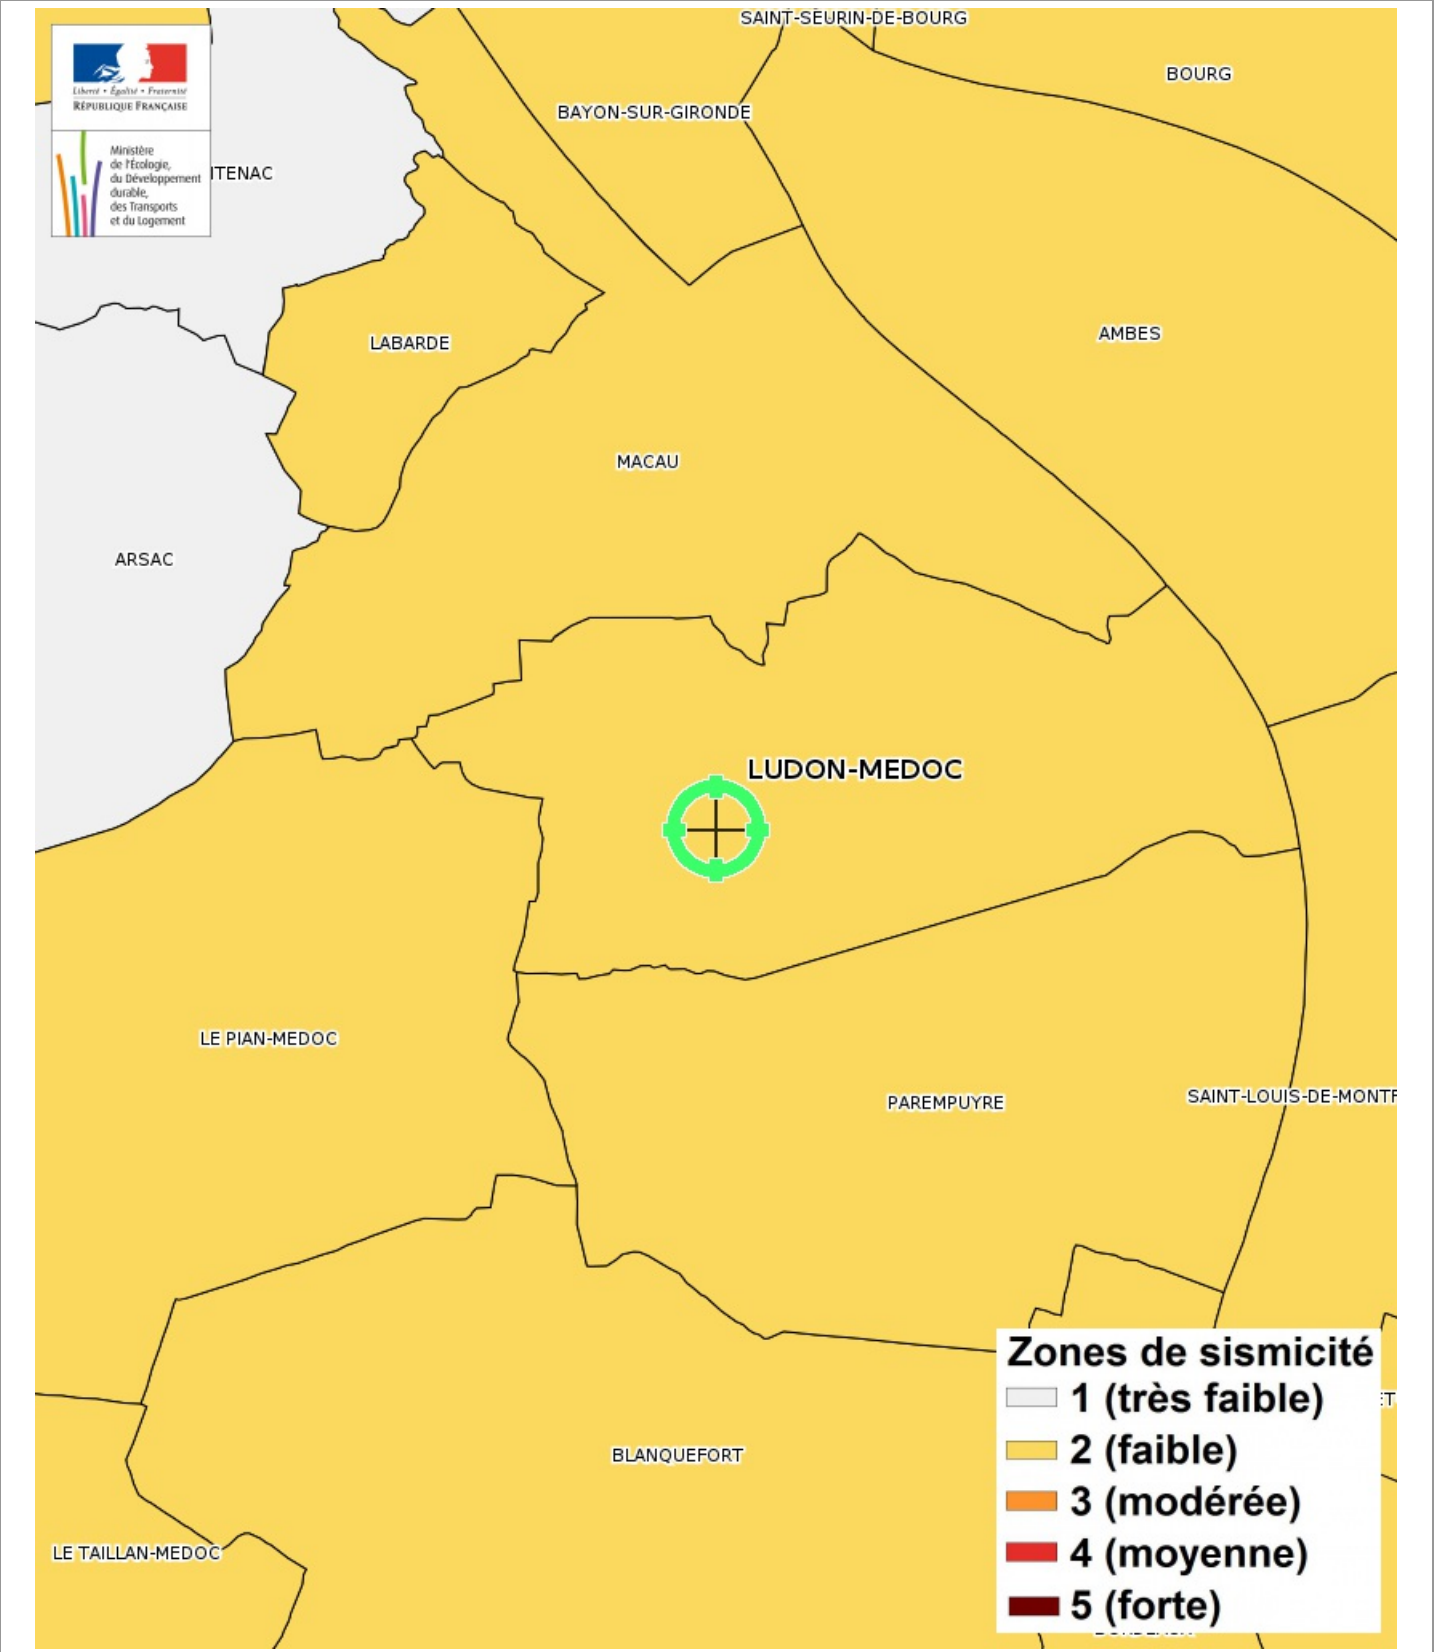 SAINT-SEURIN-DE-BOURG
BOURG
Liberté • Égalité • Fraternité
RÉPUBLIQUE FRANÇAISE
BAYON-SUR-GIRONDE
Ministère
de l'Écologie,
du Développement
durable,
des Transports
et du Logement
ITENAC
LABARDE
AMBES
MACAU
ARSAC
LUDON-MEDOC
LE PIAN-MEDOC
PAREMPUYRE
SAINT-LOUIS-DE-MONTF
Zones de sismicité
1 (très faible)
2 (faible)
3 (modérée)
4 (moyenne)
5 (forte)
BLANQUEFORT
LE TAILLAN-MEDOC